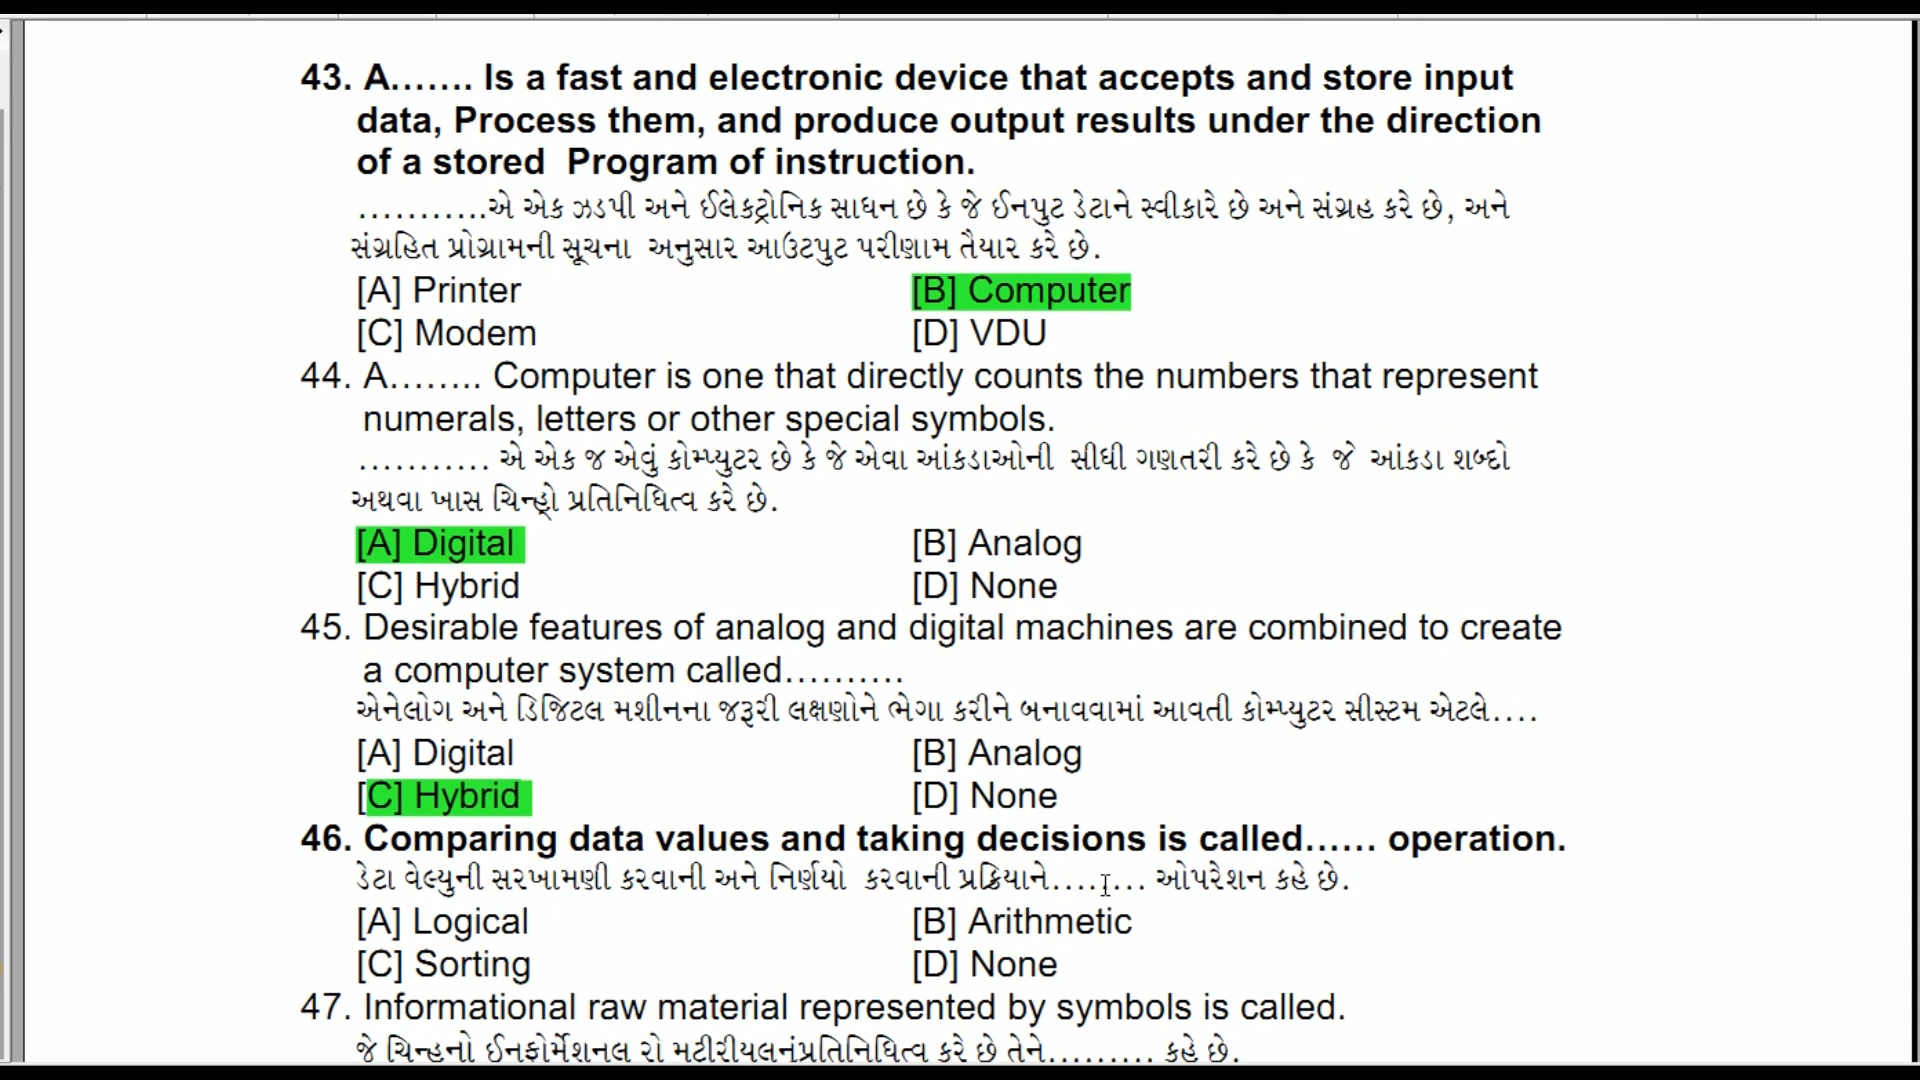 43. A……. Is a fast and electronic device that accepts and store input
data, Process them, and produce output results under the direction
of a stored  Program of instruction.
………..એ એક ઝડપી અને ઈલેકટ્રોનિક સાધન છે કે જે ઈનપુટ ડેટાને સ્વીકારે છે અને સંગ્રહ કરે છે, અને
સંગ્રહિત પ્રોગ્રામની સૂચના  અનુસાર આઉટપુટ પરીણામ તૈયાર કરે છે.
[A] Printer [B] Computer
[C] Modem [D] VDU
44. A…….. Computer is one that directly counts the numbers that represent
numerals, letters or other special symbols.
……….. એ એક જ એવું કોમ્પ્યુટર છે કે જે એવા આંકડાઓની  સીધી ગણતરી કરે છે કે  જે  આંકડા શબ્દો
અથવા ખાસ ચિન્હ્રો પ્રતિનિધિત્વ કરે છે.
[A] Digital [B] Analog
[C] Hybrid [D] None
45. Desirable features of analog and digital machines are combined to create
a computer system called……….
એનેલોગ અને ડિજિટલ મશીનના જરૂરી લક્ષણોને ભેગા કરીને બનાવવામાં આવતી કોમ્પ્યુટર સીસ્ટમ એટલે….
[A] Digital [B] Analog
[C] Hybrid [D] None
46. Comparing data values and taking decisions is called…… operation.
ડેટા વેલ્યુની સરખામણી કરવાની અને નિર્ણયો  કરવાની પ્રક્રિયાને…….. ઓપરેશન કહે છે.
[A] Logical [B] Arithmetic
[C] Sorting [D] None
47. Informational raw material represented by symbols is called.
જે ચિન્હનો ઈનફોર્મેશનલ રો મટીરીયલનંપ્રતિનિધિત્વ કરે છે તેને……… કહે છે.